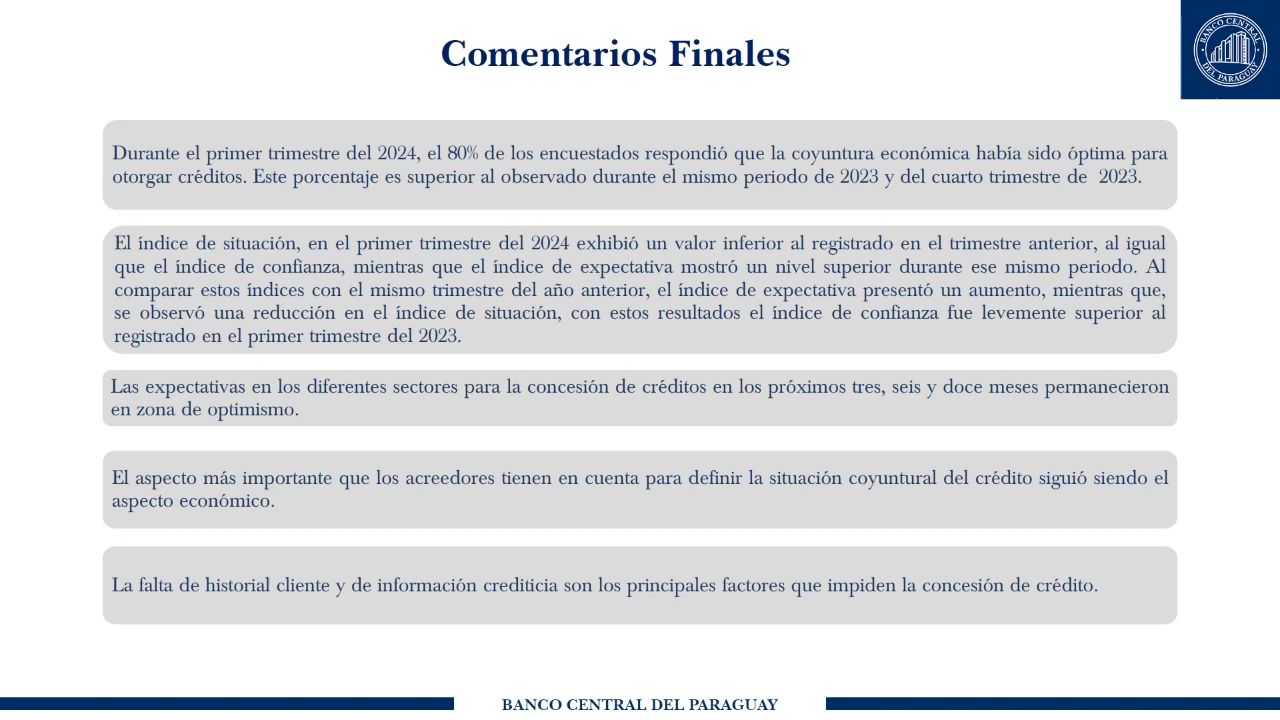 Comentarios Finales
BANCO CENTRAL
DEL PARAGUAY
Durante el primer trimestre del 2024, el 80% de los encuestados respondió que la coyuntura económica había sido óptima para
otorgar créditos. Este porcentaje es superior al observado durante el mismo periodo de 2023 y del cuarto trimestre de  2023.
El índice de situación, en el primer trimestre del 2024 exhibió un valor inferior al registrado en el trimestre anterior, al igual
que el índice de confianza, mientras que el índice de expectativa mostró un nivel superior durante ese mismo periodo. Al
comparar estos índices con el mismo trimestre del año anterior, el índice de expectativa presentó un aumento, mientras que,
se observó una reducción en el índice de situación, con estos resultados el índice de confianza fue levemente superior al
registrado en el primer trimestre del 2023.
Las expectativas en los diferentes sectores para la concesión de créditos en los próximos tres, seis y doce meses permanecieron
en zona de optimismo.
El aspecto más importante que los acreedores tienen en cuenta para definir la situación coyuntural del crédito siguió siendo el
aspecto económico.
La falta de historial cliente y de información crediticia son los principales factores que impiden la concesión de crédito.
BANCO CENTRAL DEL PARAGUAY